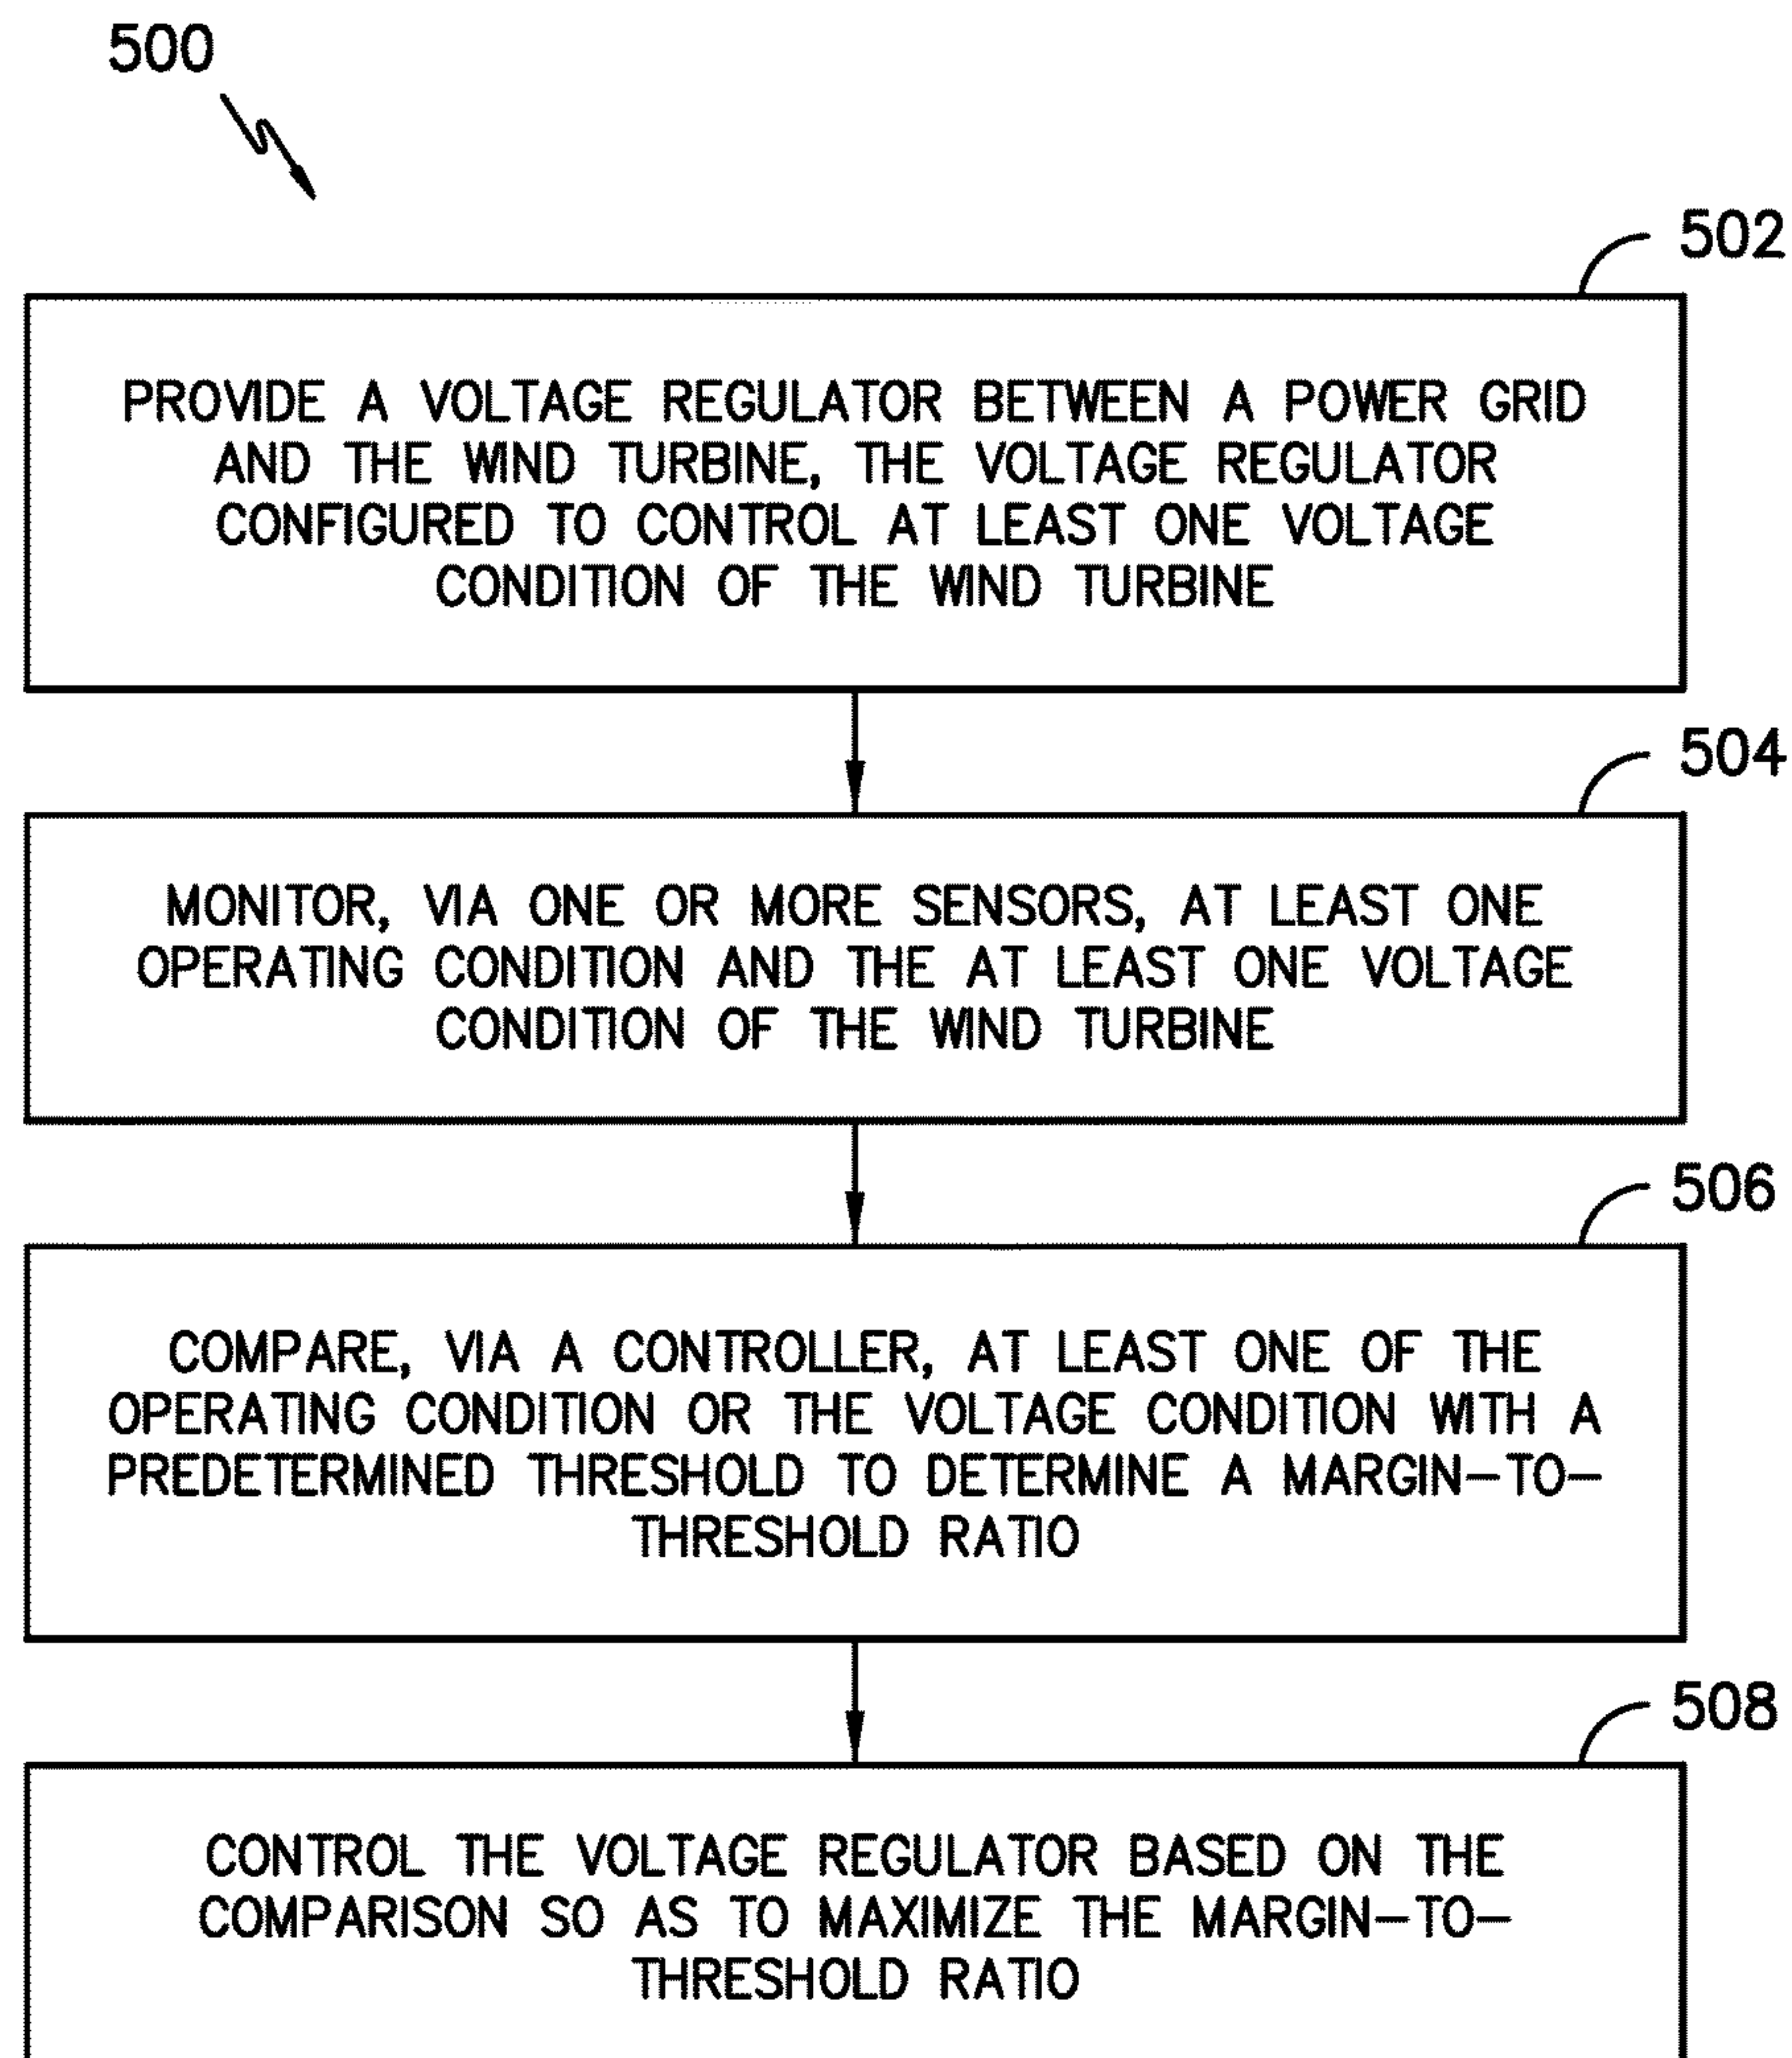 500
502
PROVIDE A VOLTAGE REGULATOR BETWEEN A POWER GRID
AND THE WIND TURBINE, THE VOLTAGE REGULATOR
CONFIGURED TO CONTROL AT LEAST ONE VOLTAGE
CONDITION OF THE WIND TURBINE
504
MONITOR, VIA ONE OR MORE SENSORS, AT LEAST ONE
OPERATING CONDITION AND THE AT LEAST ONE VOLTAGE
CONDITION OF THE WIND TURBINE
506
COMPARE, VIA A CONTROLLER, AT LEAST ONE OF THE
OPERATING CONDITION OR THE VOLTAGE CONDITION WITH A
PREDETERMINED THRESHOLD TO DETERMINE A MARGIN-TO-
THRESHOLD RATIO
508
CONTROL THE VOLTAGE REGULATOR BASED ON THE
COMPARISON SO AS TO MAXIMIZE THE MARGIN-TO-
THRESHOLD RATIO